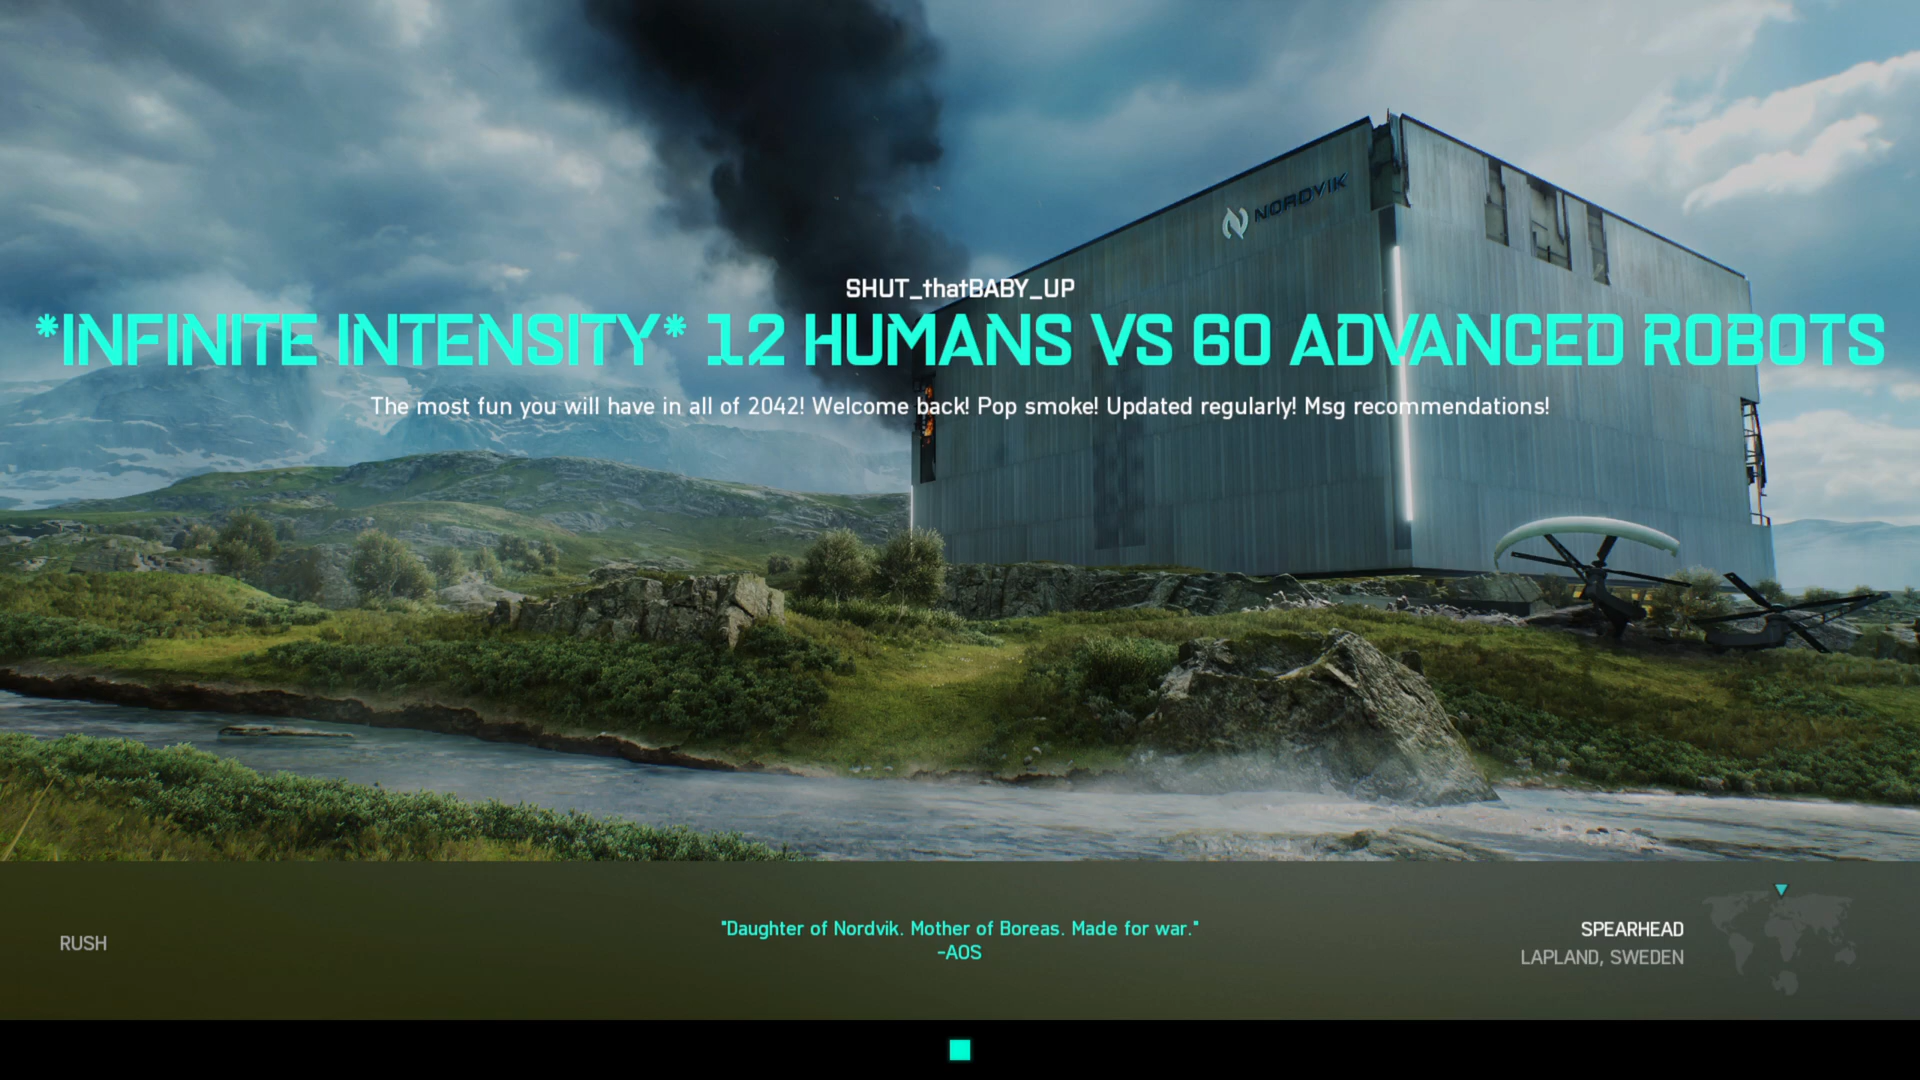 NORDVIK
SHUT_thatBABY_UP
*INFINITE INTENSITY* 12 HUMANS VS 60 ADVANCED ROBOTS
The most fun you will have in all of 2042! Welcome back! Pop smoke! Updated regularly! Msg recommendations!
RUSH
"Daughter of Nordvik. Mother of Boreas. Made for war."
-AOS
SPEARHEAD
LAPLAND, SWEDEN